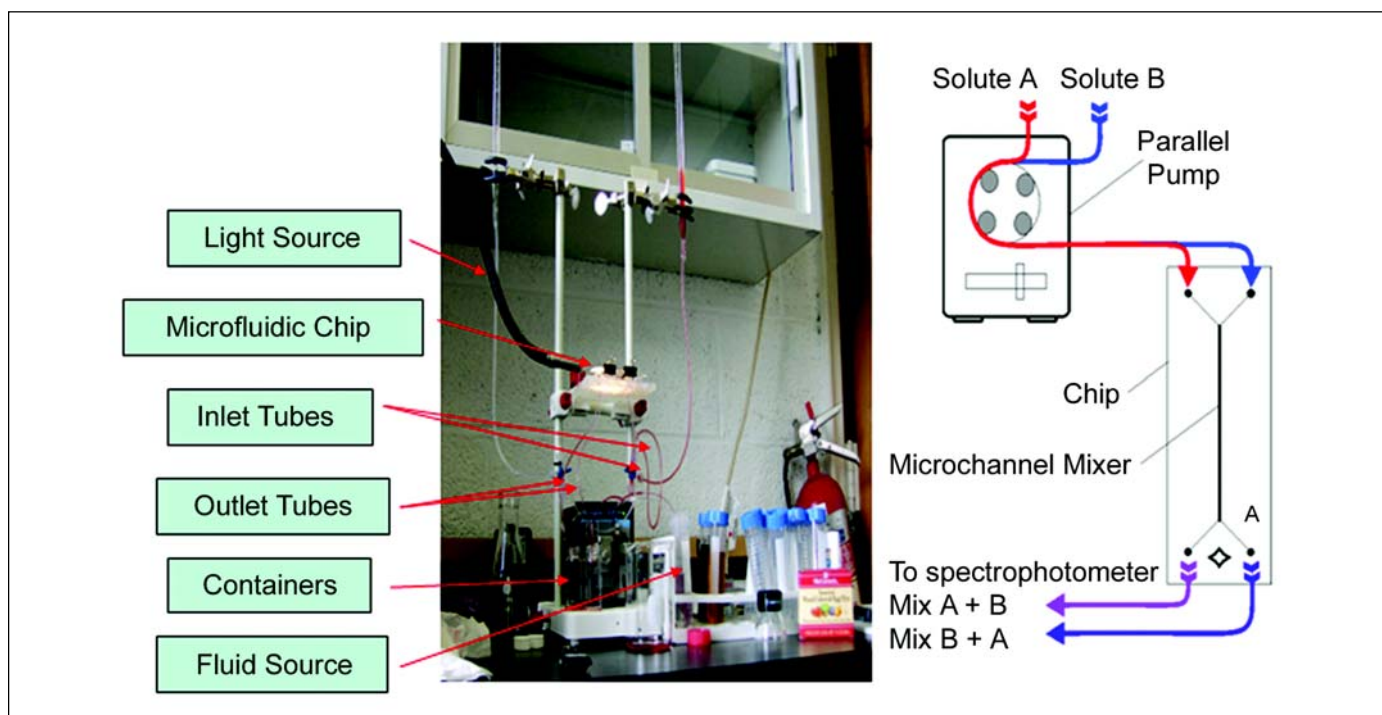 Light Source
Microfluidic Chip
Inlet Tubes
Outlet Tubes
Containers
Fluid Source
Solute A Solute B
Parallel
Pump
Chip
Microchannel Mixer
A
To spectrophotometer
Mix A + B
Mix B + A